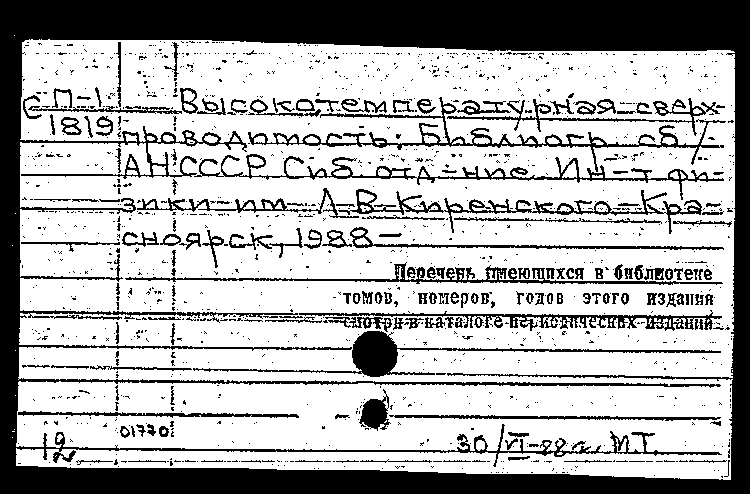 С П-1 Высокотемпературная сверх-
1819 проводимость: Библиогр. сб. /
АН СССР. Сиб. отд-ние. Ин-т фи-
зики им. Л.В. Киренского.- Кра-
сноярск, 1988 -
Перечень имеющихся в библиотеке
томов, номеров, годов этого издания
смотри в каталоге периодических изданий
01770
12 30/VI-88 г. М.Т.